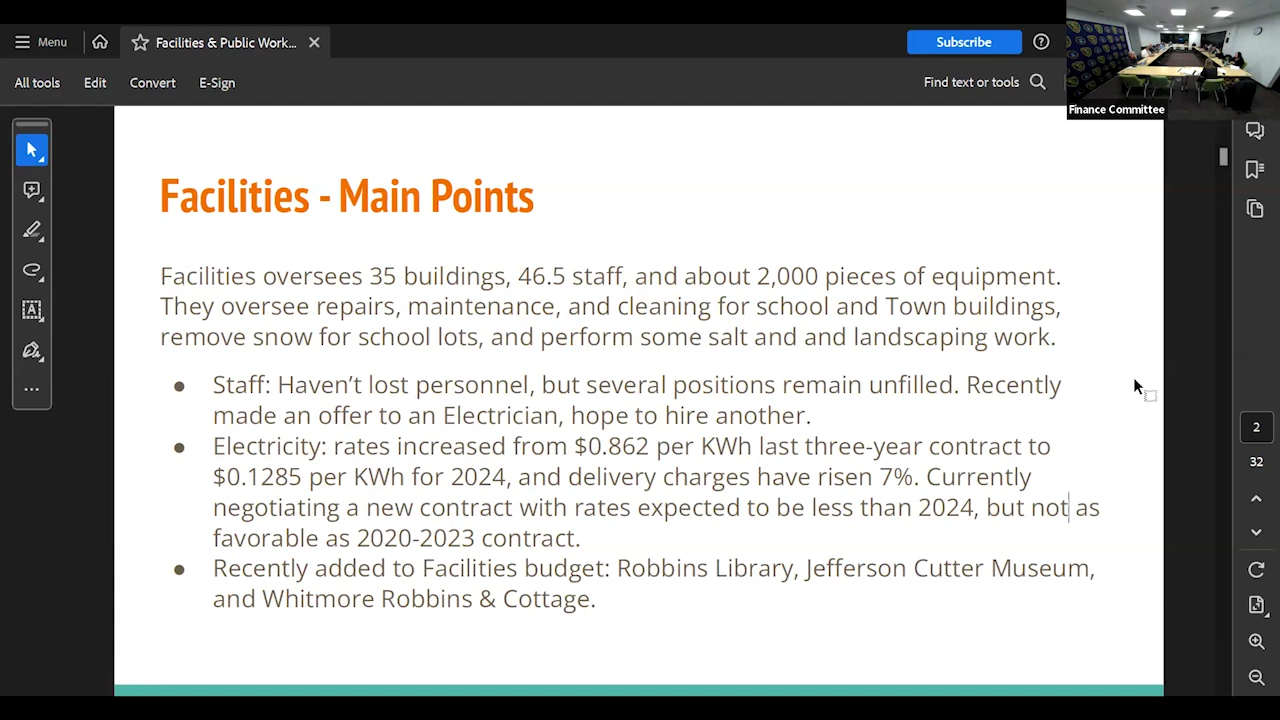 Menu
Facilities & Public Work...
Subscribe
All tools
Edit
Convert
E-Sign
Find text or tools
Finance Committee
Facilities - Main Points
Facilities oversees 35 buildings, 46.5 staff, and about 2,000 pieces of equipment.
They oversee repairs, maintenance, and cleaning for school and Town buildings,
remove snow for school lots, and perform some salt and and landscaping work.
● Staff: Haven't lost personnel, but several positions remain unfilled. Recently
made an offer to an Electrician, hope to hire another.
● Electricity: rates increased from $0.862 per KWh last three-year contract to
$0.1285 per KWh for 2024, and delivery charges have risen 7%. Currently
negotiating a new contract with rates expected to be less than 2024, but not as
favorable as 2020-2023 contract.
● Recently added to Facilities budget: Robbins Library, Jefferson Cutter Museum,
and Whitmore Robbins & Cottage.
2
32